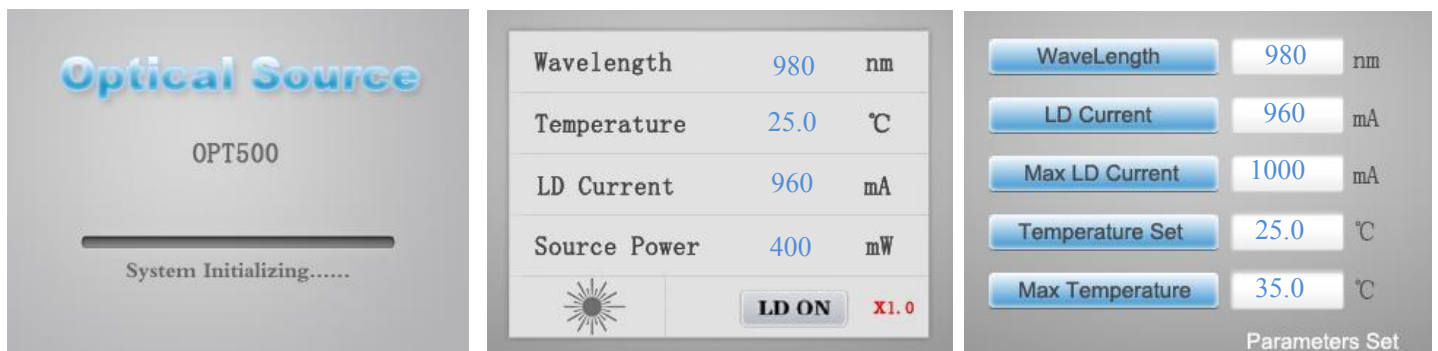 Optical Source
OPT500
System Initializing......
Wavelength 980 nm
Temperature 25.0 ℃
LD Current 960 mA
Source Power 400 mW
LD ON X1.0
WaveLength 980 nm
LD Current 960 mA
Max LD Current 1000 mA
Temperature Set 25.0 ℃
Max Temperature 35.0 ℃
Parameters Set